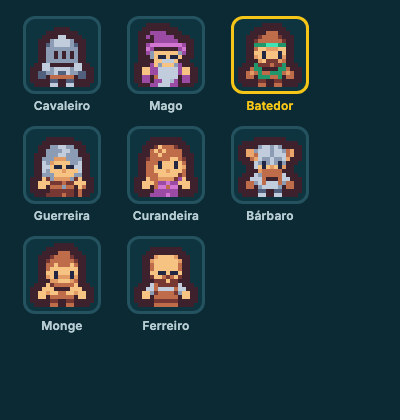 Cavaleiro
Mago
Batedor
Guerreira
Curandeira
Bárbaro
Monge
Ferreiro